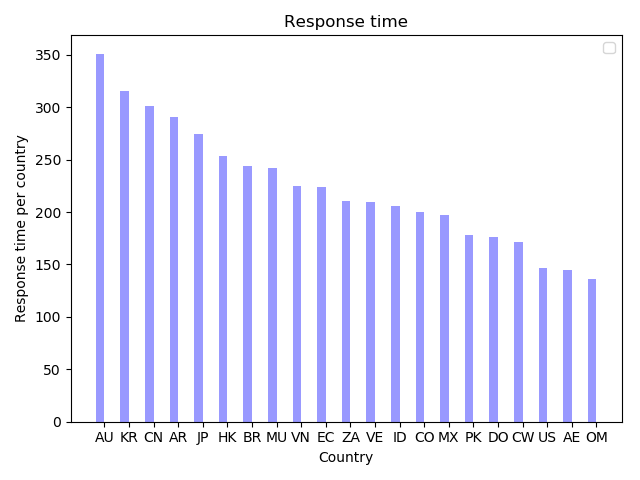 Response time
350
300
250
200
150
100
50
0
Response time per country
AU KR CN AR JP HK BR MU VN EC ZA VE ID CO MX PK DO CW US AE OM
Country